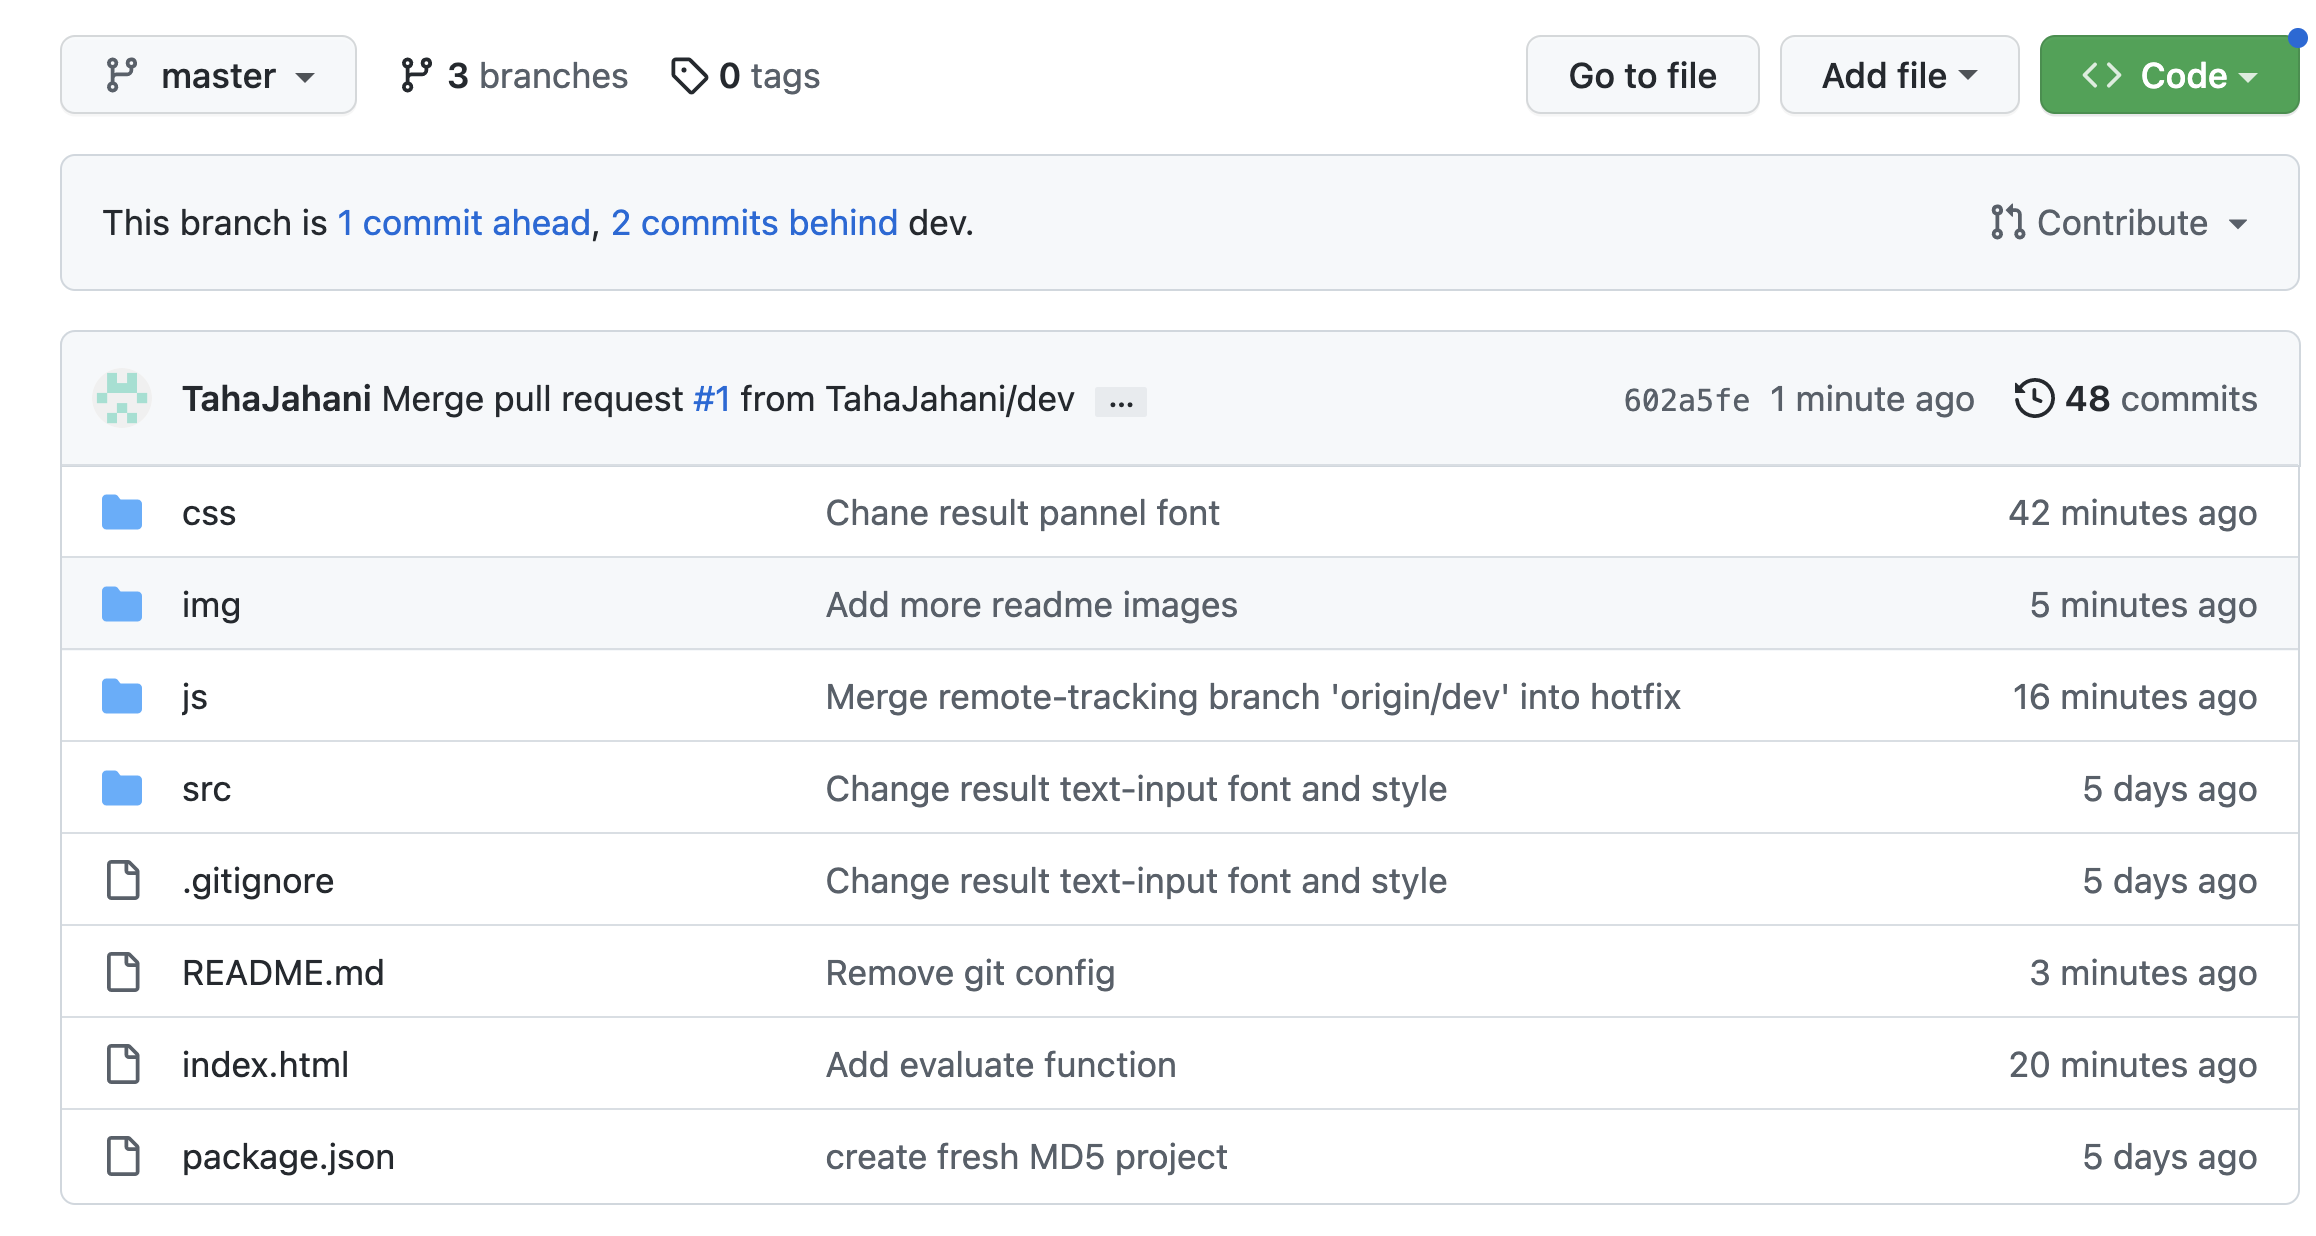 master 3 branches 0 tags Go to file Add file Code
This branch is 1 commit ahead, 2 commits behind dev. Contribute
TahaJahani Merge pull request #1 from TahaJahani/dev ... 602a5fe 1 minute ago 48 commits
css Chane result pannel font 42 minutes ago
img Add more readme images 5 minutes ago
js Merge remote-tracking branch 'origin/dev' into hotfix 16 minutes ago
src Change result text-input font and style 5 days ago
.gitignore Change result text-input font and style 5 days ago
README.md Remove git config 3 minutes ago
index.html Add evaluate function 20 minutes ago
package.json create fresh MD5 project 5 days ago